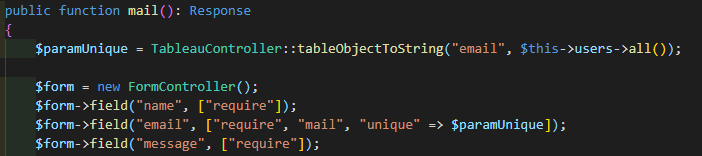 public function mail(): Response
{
$paramUnique = TableauController::tableObjectToString("email", $this->users->all());
$form = new FormController();
$form->field("name", ["require"]);
$form->field("email", ["require", "mail", "unique" => $paramUnique]);
$form->field("message", ["require"]);